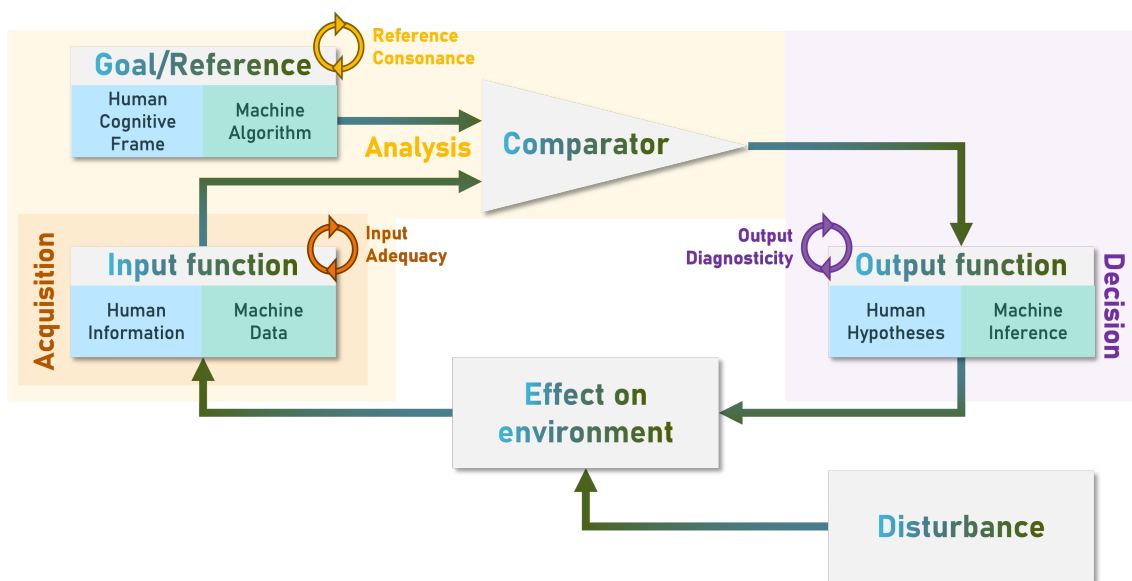 Reference
Consonance
Goal/Reference
Human
Cognitive
Frame
Machine
Algorithm
Analysis
Comparator
Acquisition
Input function
Input
Adequacy
Human
Information
Machine
Data
Output
Diagnosticity
Output function
Human
Hypotheses
Machine
Inference
Decision
Effect on
environment
Disturbance